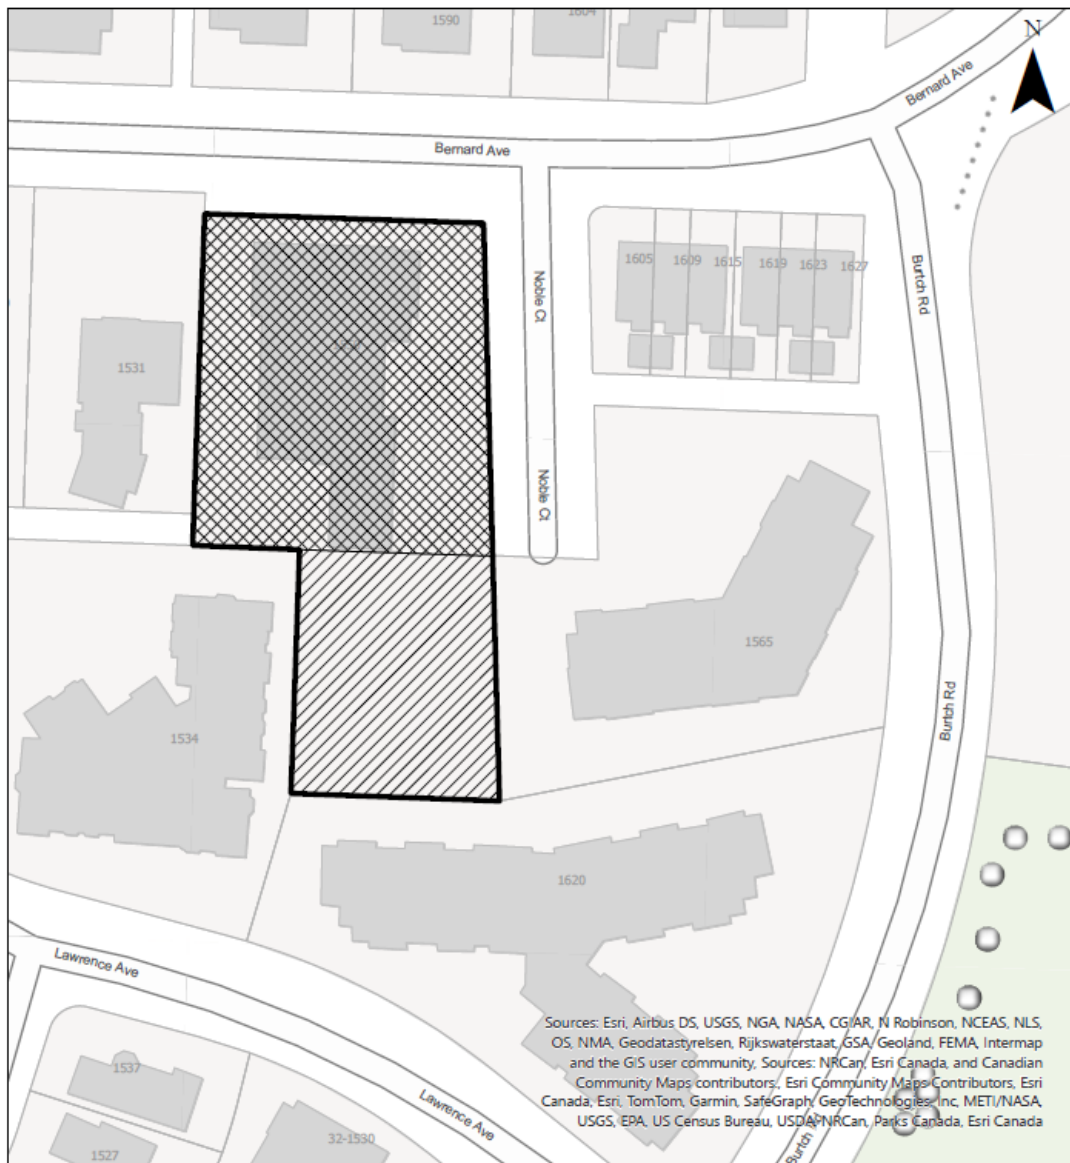 1590
1604
N
Bernard Ave
Bernard Ave
1605
1609
1615
1619
1623
1627
Burtch Rd
Noble Ct
1531
Noble Ct
1565
Burtch Rd
1534
1620
Lawrence Ave
Sources: Esri, Airbus DS, USGS, NGA, NASA, CGIAR, N Robinson, NCEAS, NLS,
OS, NMA, Geodatastyrelsen, Rijkswaterstaat, GSA, Geoland, FEMA, Intermap
and the GIS user community, Sources: NRCan, Esri Canada, and Canadian
Community Maps contributors., Esri Community Maps Contributors, Esri
Canada, Esri, TomTom, Garmin, SafeGraph, GeoTechnologies, Inc, METI/NASA,
USGS, EPA, US Census Bureau, USDA, NRCan, Parks Canada, Esri Canada
1537
Lawrence Ave
32-1530
1527
Burtch Rd